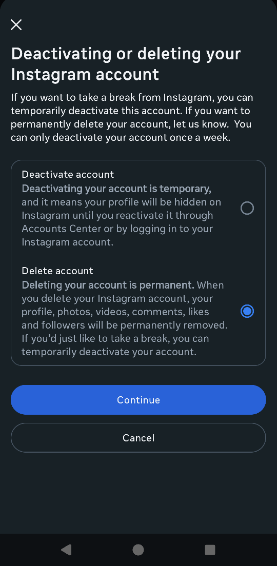 Deactivating or deleting your
Instagram account
If you want to take a break from Instagram, you can
temporarily deactivate this account. If you want to
permanently delete your account, let us know. You
can only deactivate your account once a week.
Deactivate account
Deactivating your account is temporary,
and it means your profile will be hidden on
Instagram until you reactivate it through
Accounts Center or by logging in to your
Instagram account.
Delete account
Deleting your account is permanent. When
you delete your Instagram account, your
profile, photos, videos, comments, likes
and followers will be permanently removed.
If you'd just like to take a break, you can
temporarily deactivate your account.
Continue
Cancel